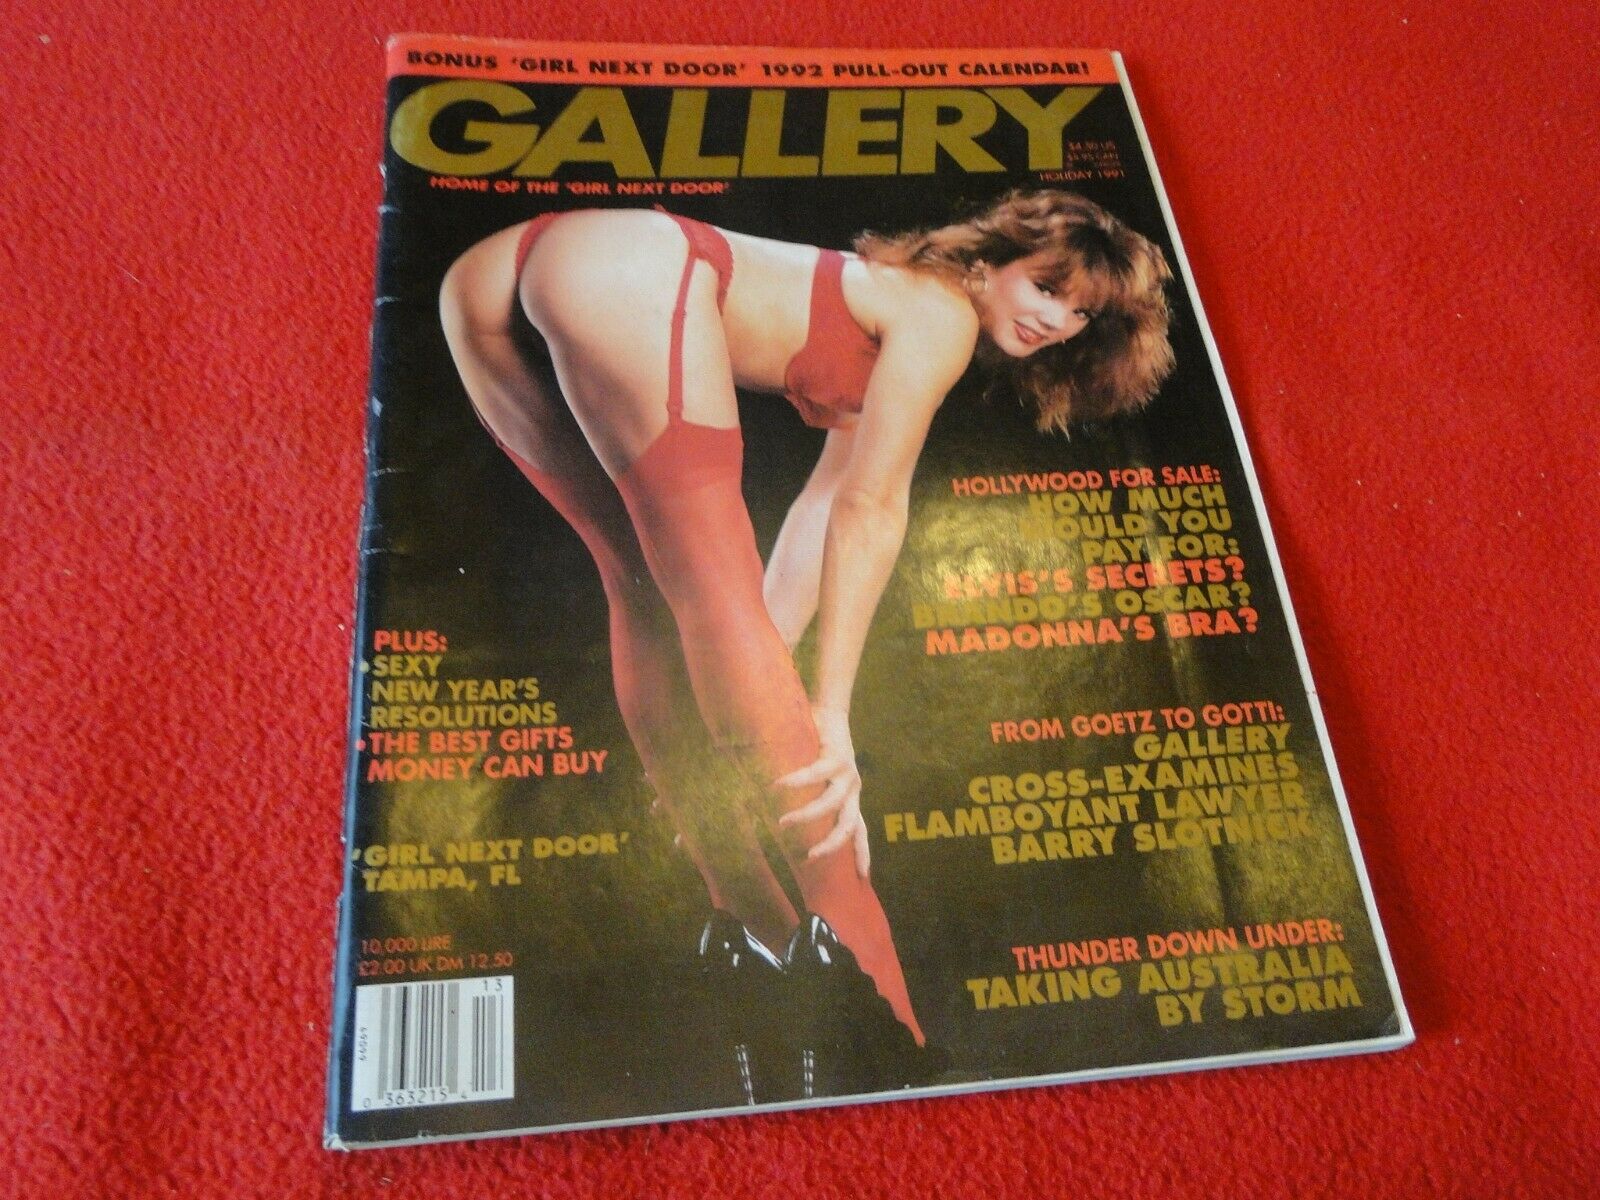 BONUS 'GIRL NEXT DOOR' 1992 PULL-OUT CALENDAR!
GALLERY
$4.50 US
$5.95 CAN
HOLIDAY 1991
HOME OF THE 'GIRL NEXT DOOR'
HOLLYWOOD FOR SALE:
HOW MUCH
WOULD YOU
PAY FOR:
ELVIS'S SECRETS?
BRANDO'S OSCAR?
MADONNA'S BRA?
PLUS:
•SEXY
NEW YEAR'S
RESOLUTIONS
•THE BEST GIFTS
MONEY CAN BUY
FROM GOETZ TO GOTTI:
GALLERY
CROSS-EXAMINES
FLAMBOYANT LAWYER
BARRY SLOTNICK
'GIRL NEXT DOOR'
TAMPA, FL
THUNDER DOWN UNDER:
TAKING AUSTRALIA
BY STORM
10,000 LIRE
£2.00 UK DM 12.50
13
66069
0 363215 4